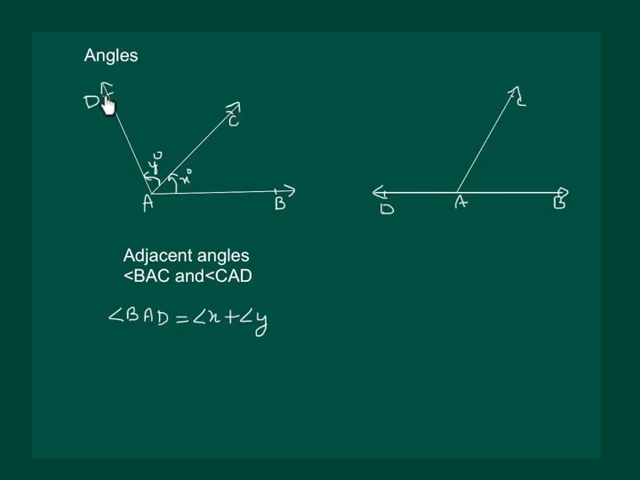 Angles
D
C
y°
x°
A
B
C
D
A
B
Adjacent angles
<BAC and<CAD
∠BAD = ∠x + ∠y